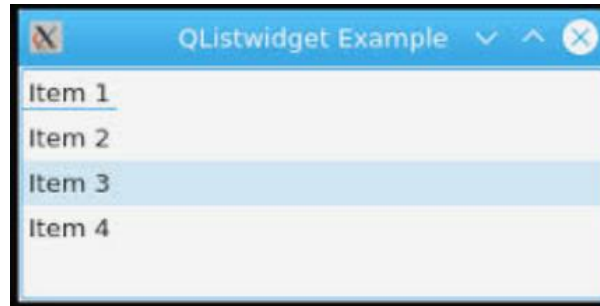 QListwidget Example
Item 1
Item 2
Item 3
Item 4